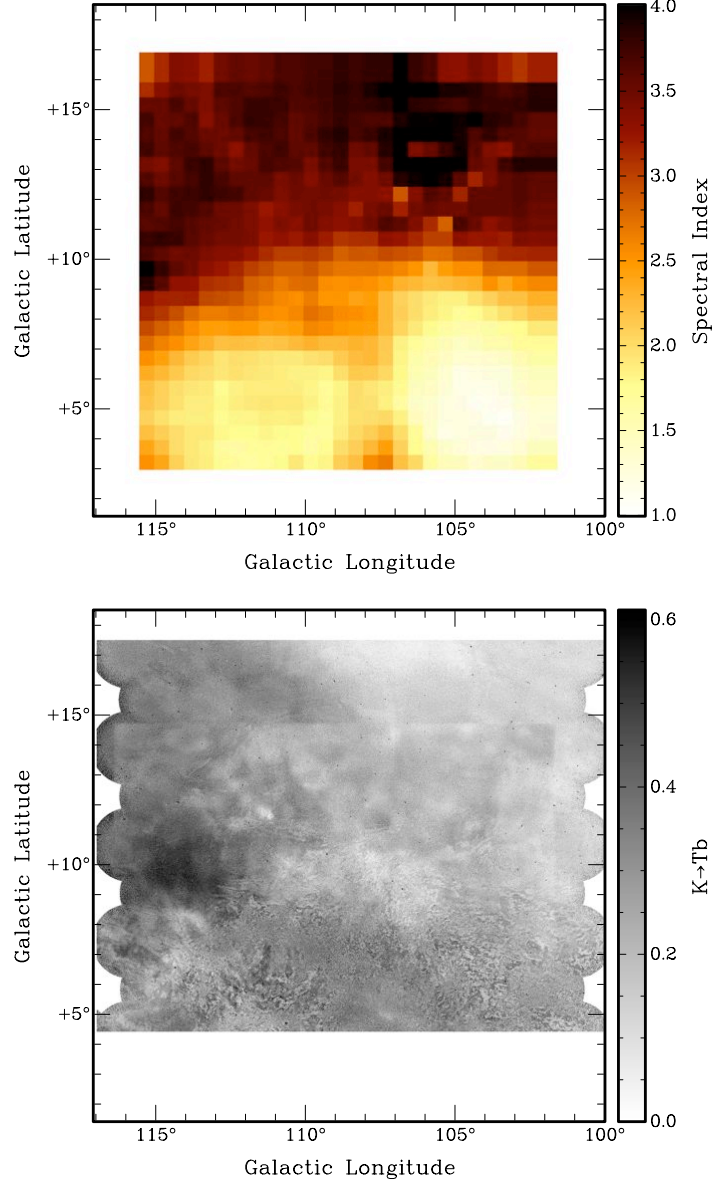 4.0
+15° 3.5
3.0
+10° 2.5
2.0
+5° 1.5
1.0
115° 110° 105° 100°
Galactic Longitude
Galactic Latitude
Spectral Index
0.6
+15°
0.4
+10°
0.2
+5°
0.0
115° 110° 105° 100°
Galactic Longitude
Galactic Latitude
K→Tb